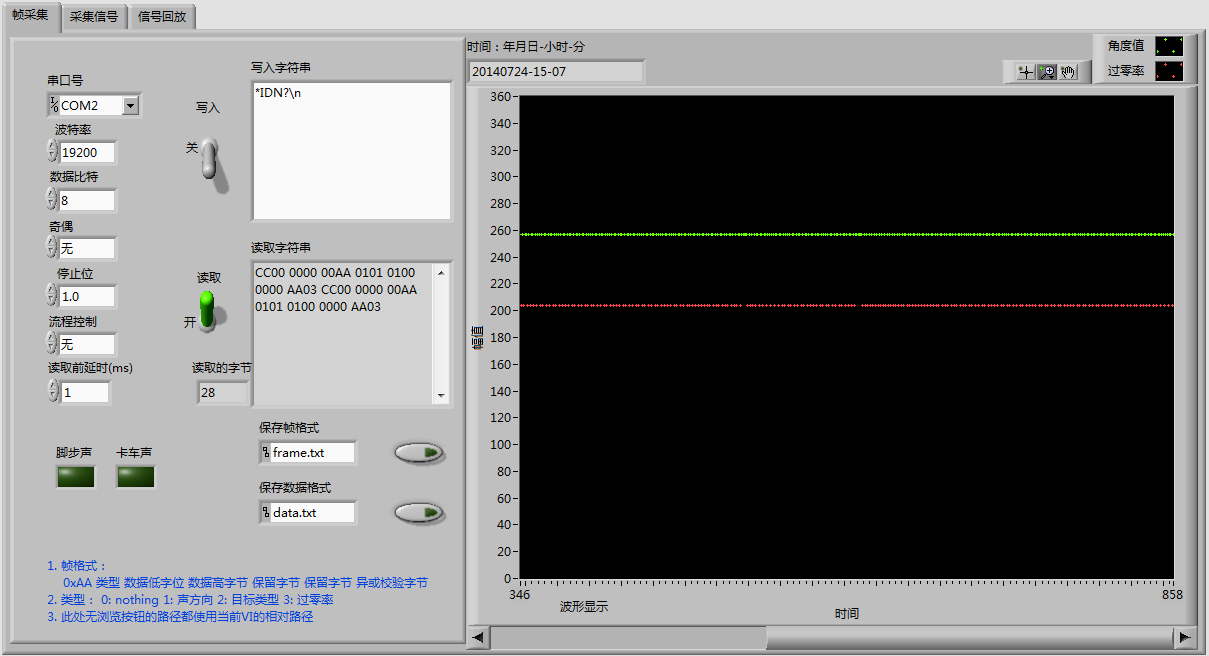 帧采集 采集信号 信号回放
串口号
COM2
波特率
19200
数据比特
8
奇偶
无
停止位
1.0
流程控制
无
读取前延时(ms)
1
写入
关
读取
开
读取的字节
28
写入字符串
*IDN?\n
读取字符串
CC00 0000 00AA 0101 0100
0000 AA03 CC00 0000 00AA
0101 0100 0000 AA03
脚步声 卡车声
保存帧格式
frame.txt
保存数据格式
data.txt
1. 帧格式：
0xAA 类型 数据低字位 数据高字节 保留字节 保留字节 异或校验字节
2. 类型： 0: nothing 1: 声方向 2: 目标类型 3: 过零率
3. 此处无浏览按钮的路径都使用当前VI的相对路径
时间：年月日-小时-分
20140724-15-07
角度值
过零率
幅值
360
340
320
300
280
260
240
220
200
180
160
140
120
100
80
60
40
20
0
346 858
波形显示
时间